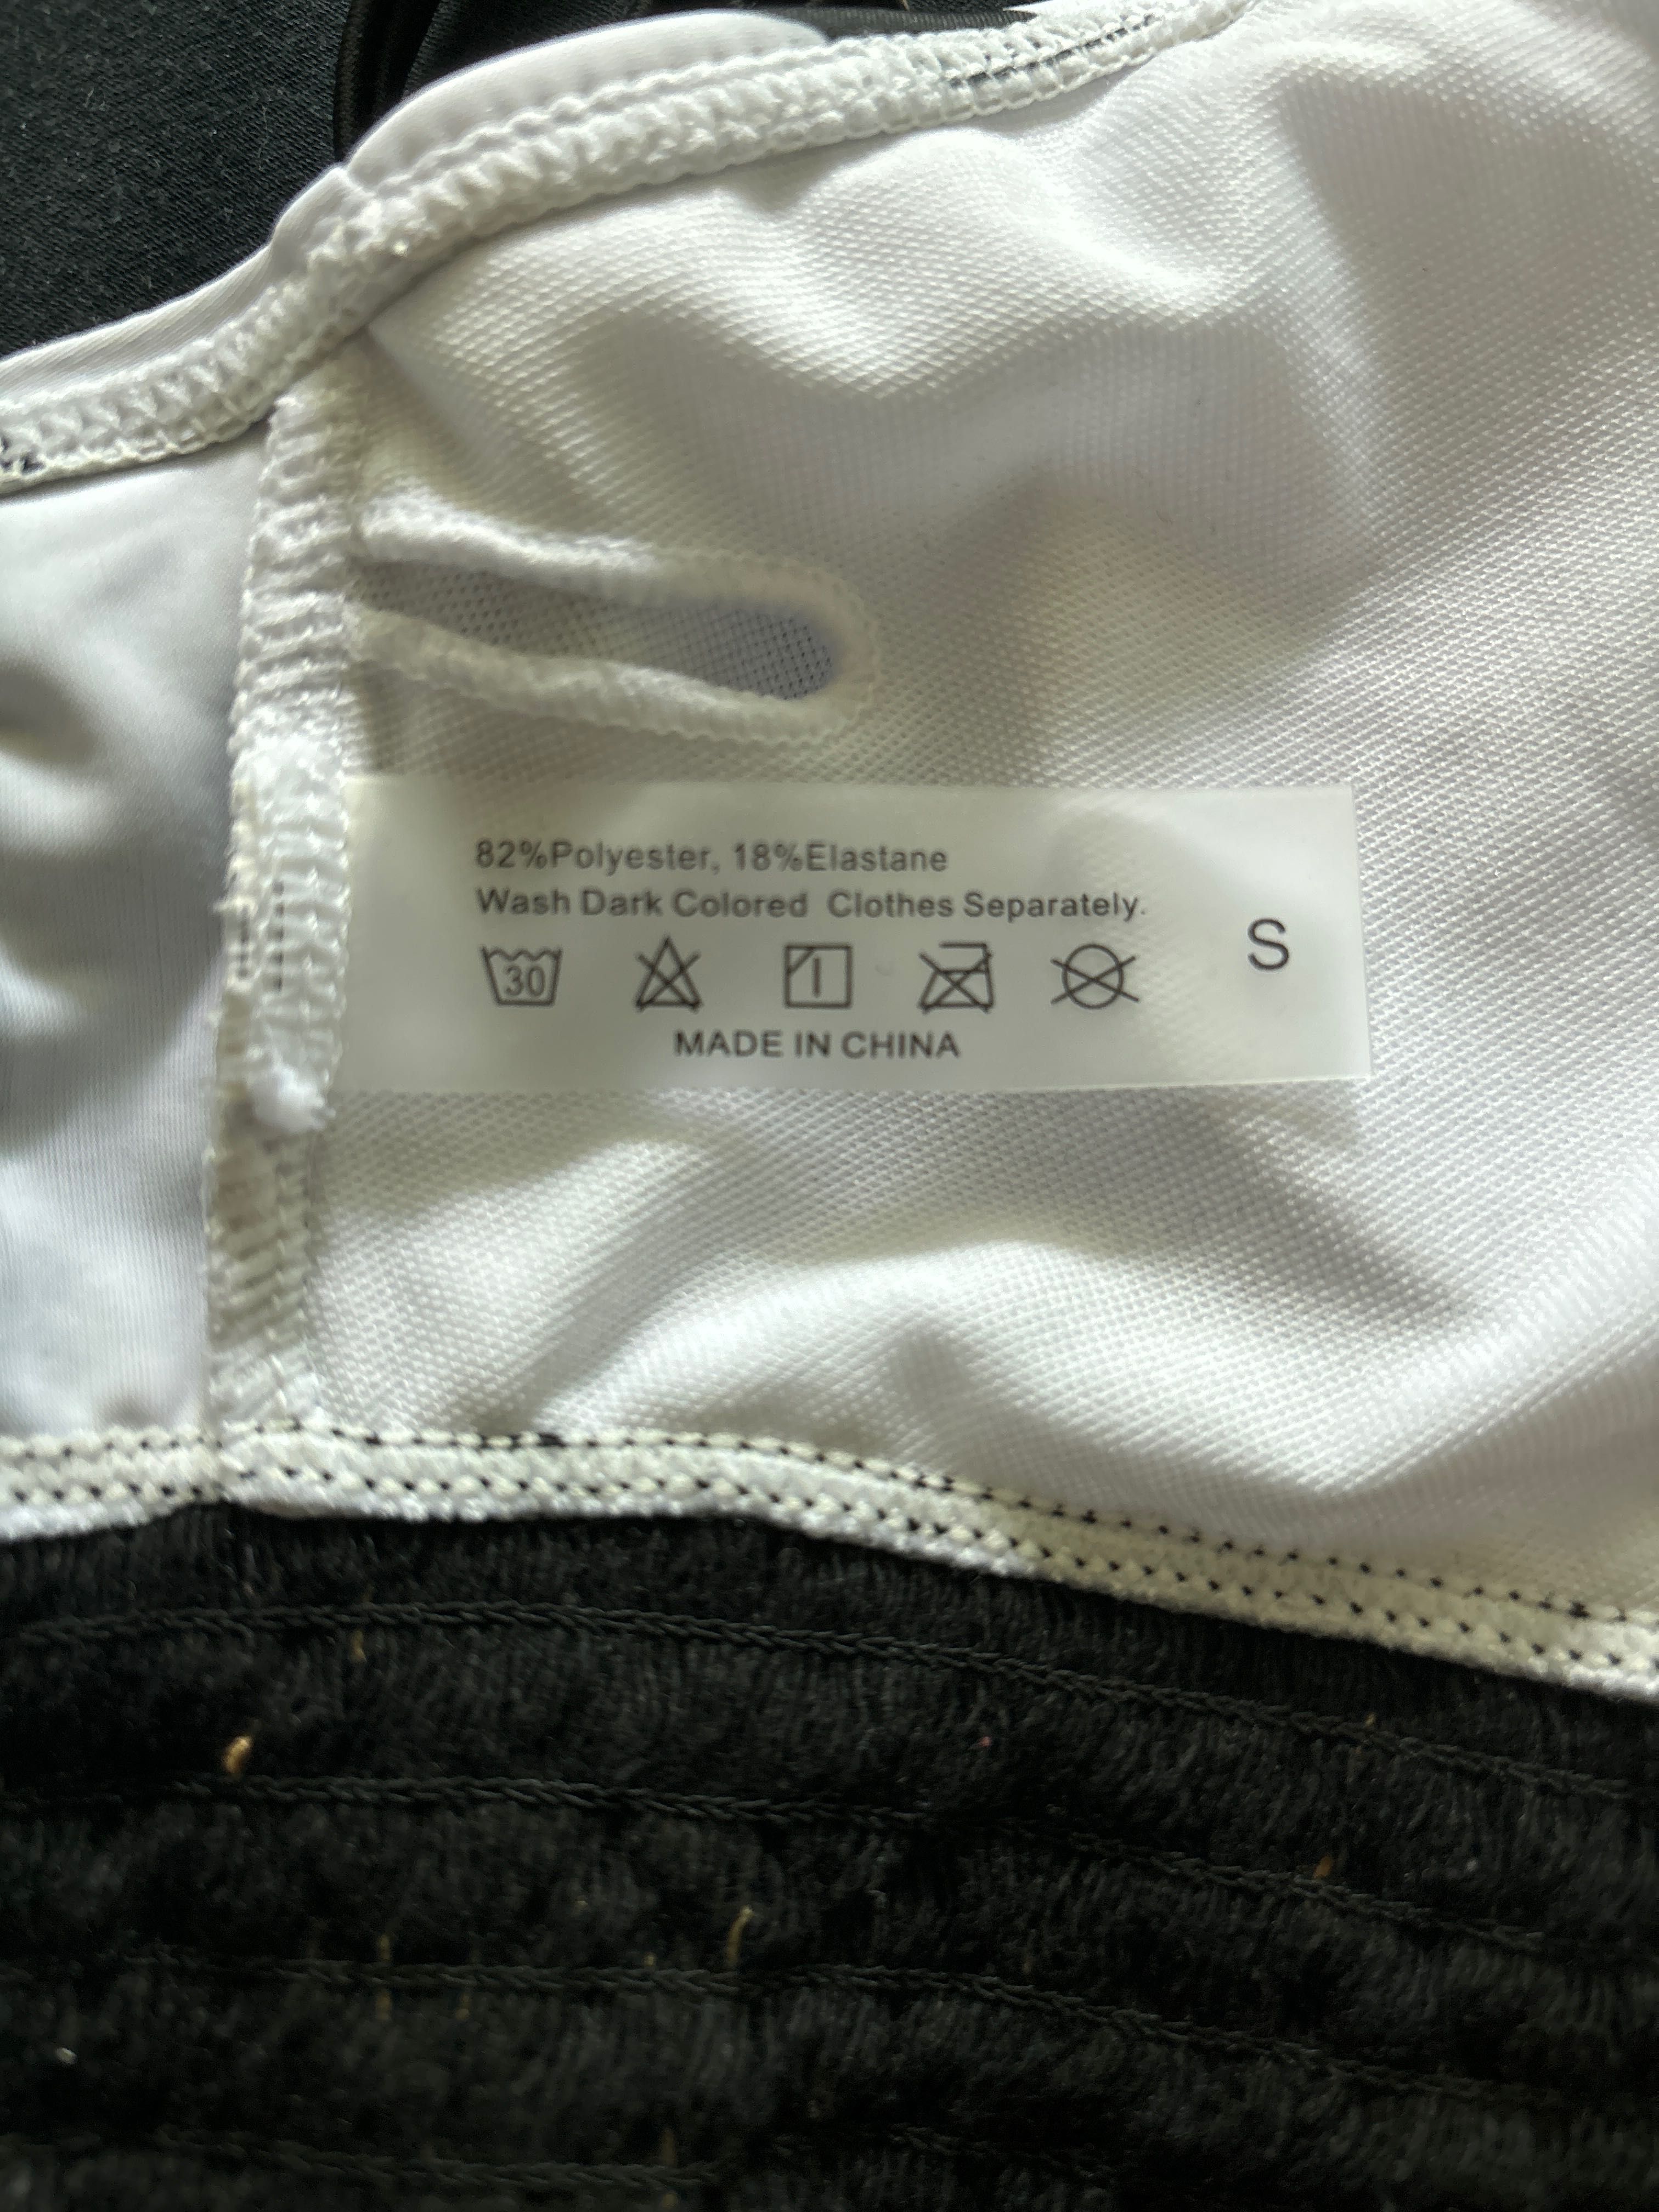 82%Polyester, 18%Elastane
Wash Dark Colored Clothes Separately.
30
S
MADE IN CHINA